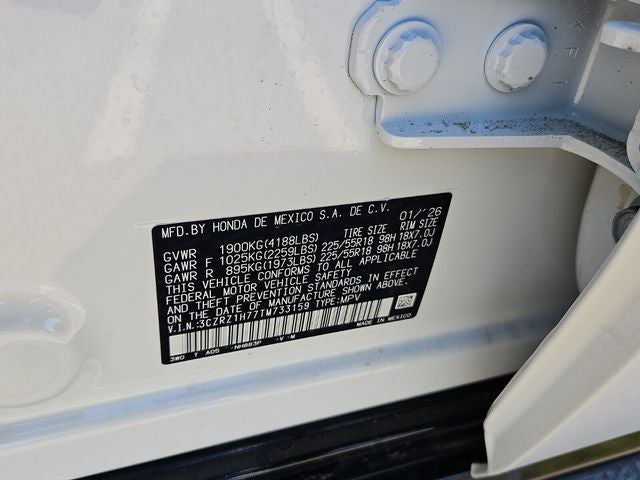 MFD.BY HONDA DE MEXICO S.A. DE C.V. 01/'26
TIRE SIZE RIM SIZE
GVWR 1900KG(4188LBS)
GAWR F 1025KG(2259LBS) 225/55R18 98H 18X7.0J
GAWR R 895KG(1973LBS) 225/55R18 98H 18X7.0J
THIS VEHICLE CONFORMS TO ALL APPLICABLE
FEDERAL MOTOR VEHICLE SAFETY
AND THEFT PREVENTION STANDARDS IN EFFECT
ON THE DATE OF MANUFACTURE SHOWN ABOVE.
V.I.N.:3CZRZ1H77TM733159 TYPE:MPV
3WO T A05 -NH883P -V -M MADE IN MEXICO